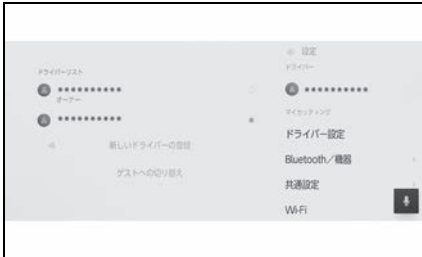 ドライバーリスト
••••••••••
オーナー
••••••••••
新しいドライバーの登録
ゲストへの切り替え
設定
ドライバー
••••••••••
マイセッティング
ドライバー設定
Bluetooth／機器
共通設定
Wi-Fi